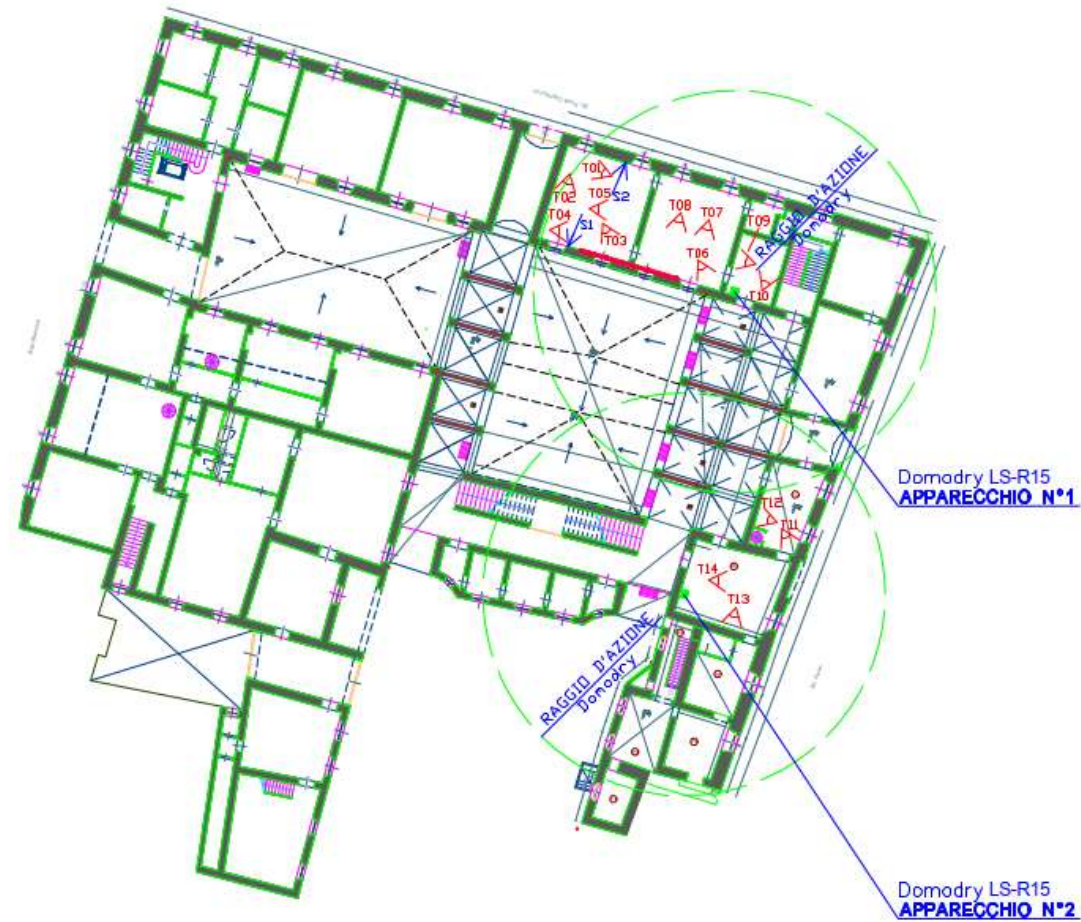 T01
T02
T05
S2
T04
S1
T03
T08
T07
T06
T09
T10
RAGGIO D'AZIONE
Domodry
Domodry LS-R15
APPARECCHIO N°1
T12
T11
T14
T13
RAGGIO D'AZIONE
Domodry
Domodry LS-R15
APPARECCHIO N°2